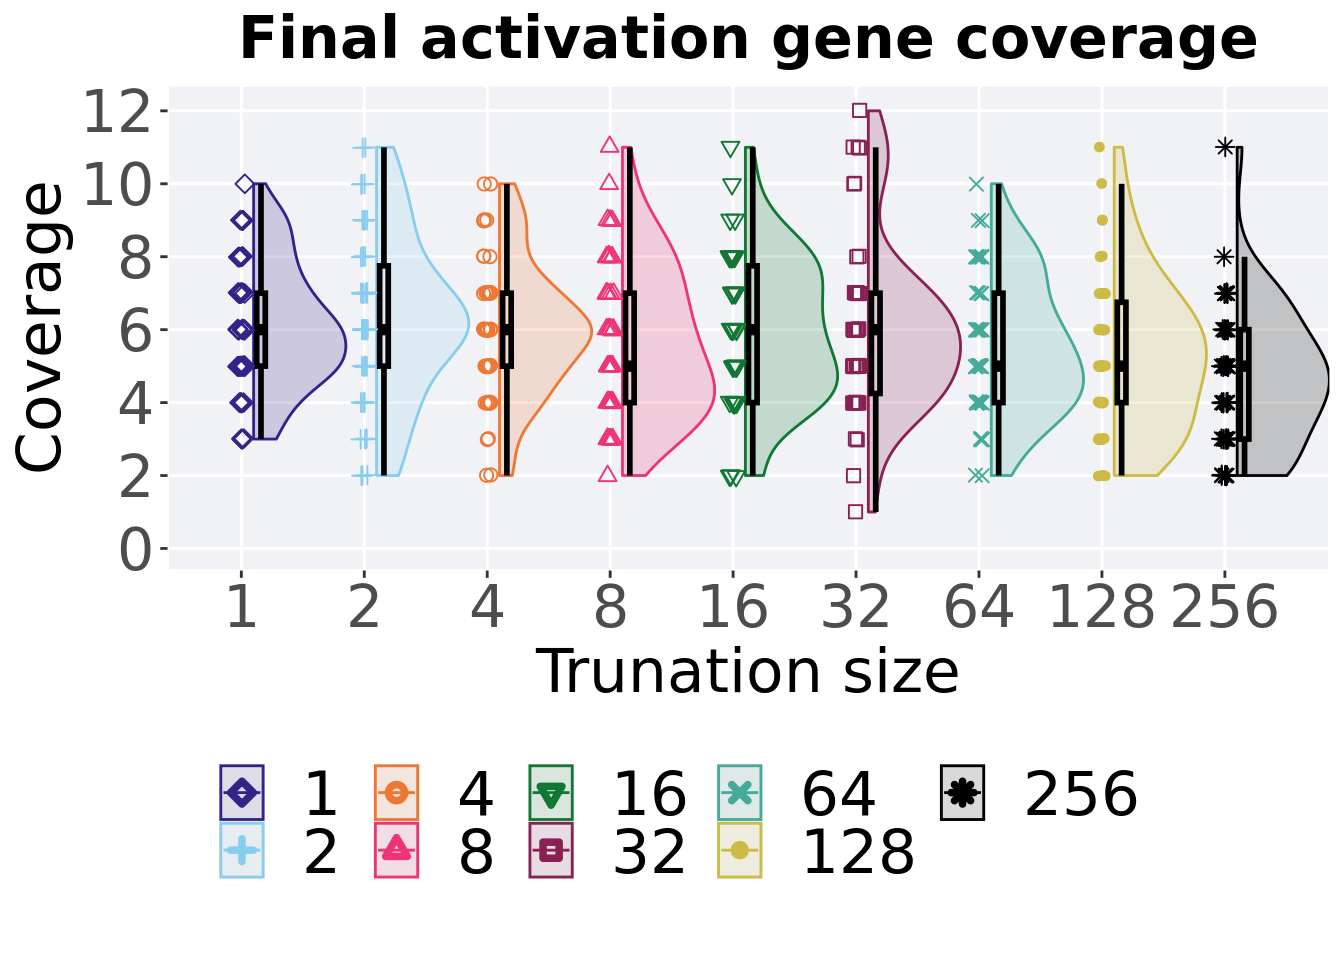 Final activation gene coverage
12
10
8
6
4
2
0
Coverage
1 2 4 8 16 32 64 128 256
Trunation size
1 4 16 64 256
2 8 32 128